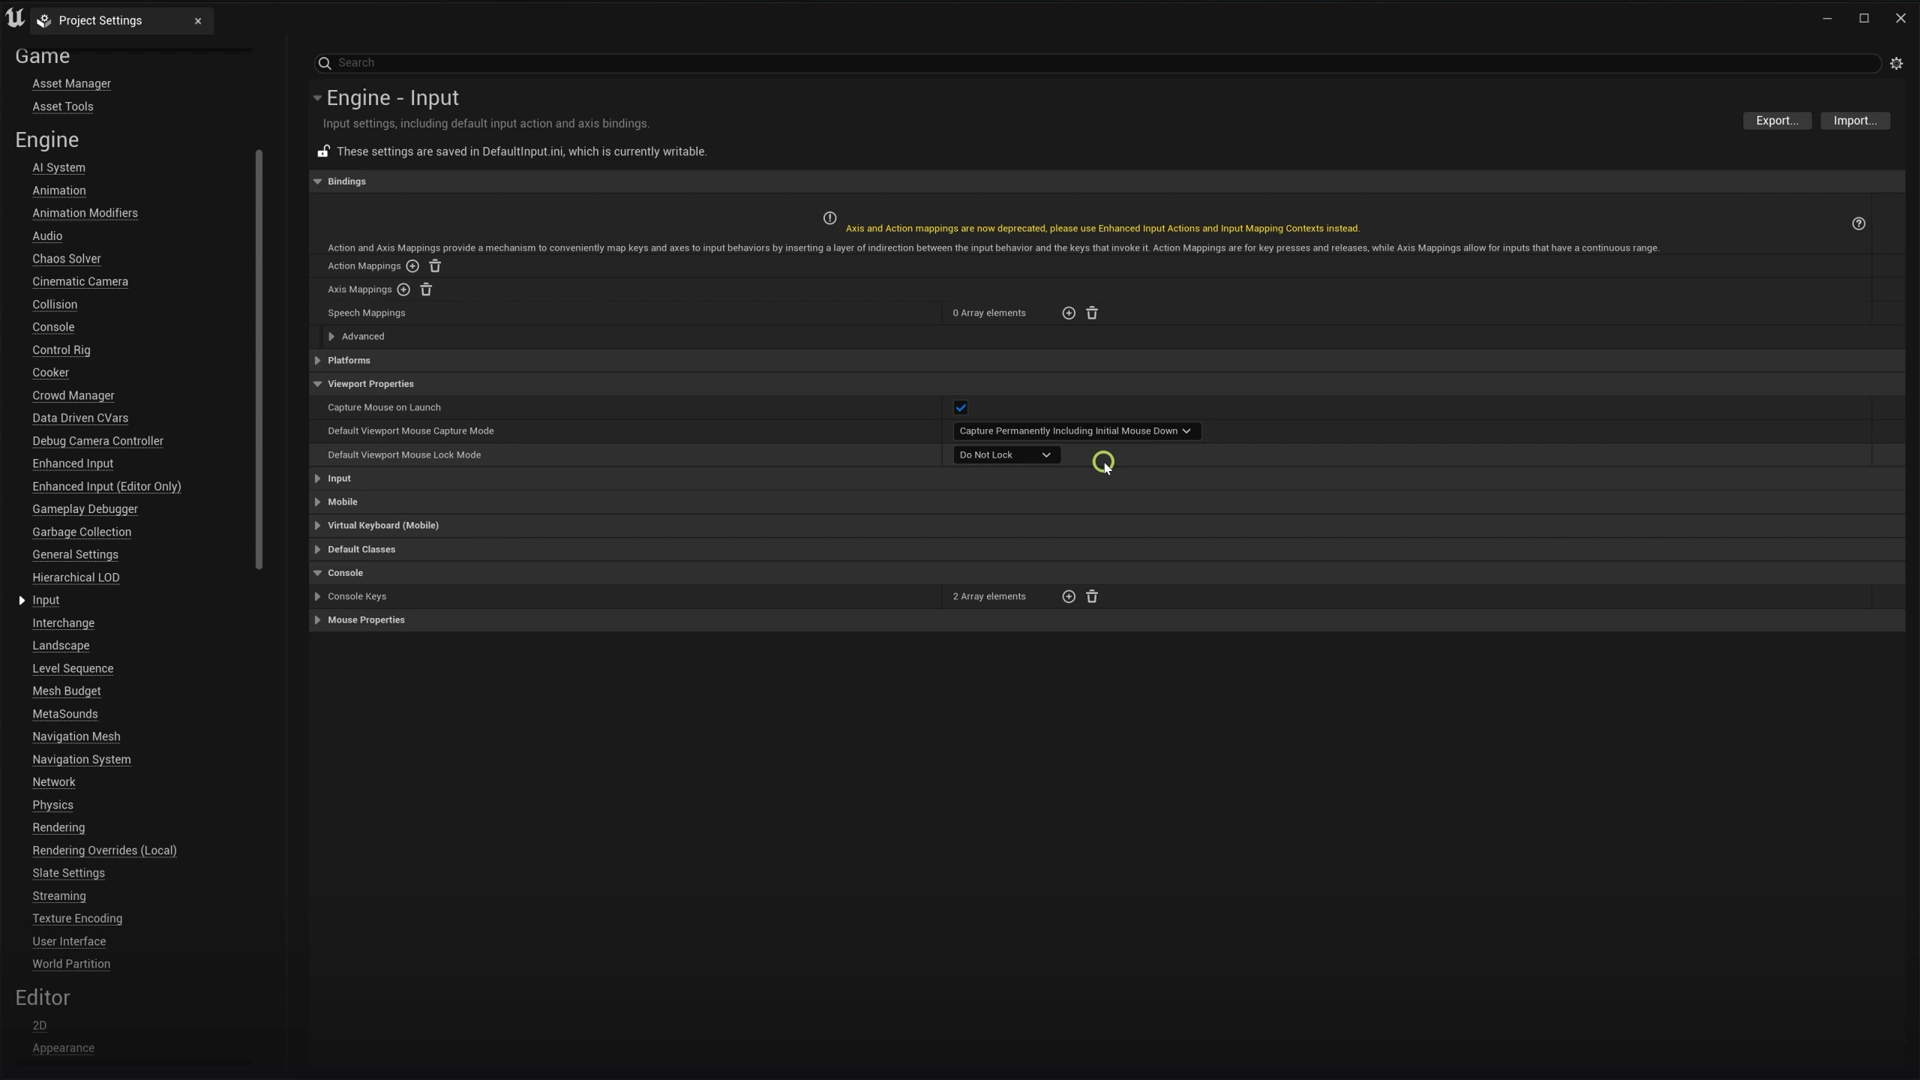 Project Settings
Game
Asset Manager
Asset Tools
Engine
AI System
Animation
Animation Modifiers
Audio
Chaos Solver
Cinematic Camera
Collision
Console
Control Rig
Cooker
Crowd Manager
Data Driven CVars
Debug Camera Controller
Enhanced Input
Enhanced Input (Editor Only)
Gameplay Debugger
Garbage Collection
General Settings
Hierarchical LOD
Input
Interchange
Landscape
Level Sequence
Mesh Budget
MetaSounds
Navigation Mesh
Navigation System
Network
Physics
Rendering
Rendering Overrides (Local)
Slate Settings
Streaming
Texture Encoding
User Interface
World Partition
Editor
2D
Appearance
Search
Engine - Input
Input settings, including default input action and axis bindings.
Export...
Import...
These settings are saved in DefaultInput.ini, which is currently writable.
Bindings
Axis and Action mappings are now deprecated, please use Enhanced Input Actions and Input Mapping Contexts instead.
Action and Axis Mappings provide a mechanism to conveniently map keys and axes to input behaviors by inserting a layer of indirection between the input behavior and the keys that invoke it. Action Mappings are for key presses and releases, while Axis Mappings allow for inputs that have a continuous range.
Action Mappings
Axis Mappings
Speech Mappings 0 Array elements
Advanced
Platforms
Viewport Properties
Capture Mouse on Launch
Default Viewport Mouse Capture Mode Capture Permanently Including Initial Mouse Down
Default Viewport Mouse Lock Mode Do Not Lock
Input
Mobile
Virtual Keyboard (Mobile)
Default Classes
Console
Console Keys 2 Array elements
Mouse Properties